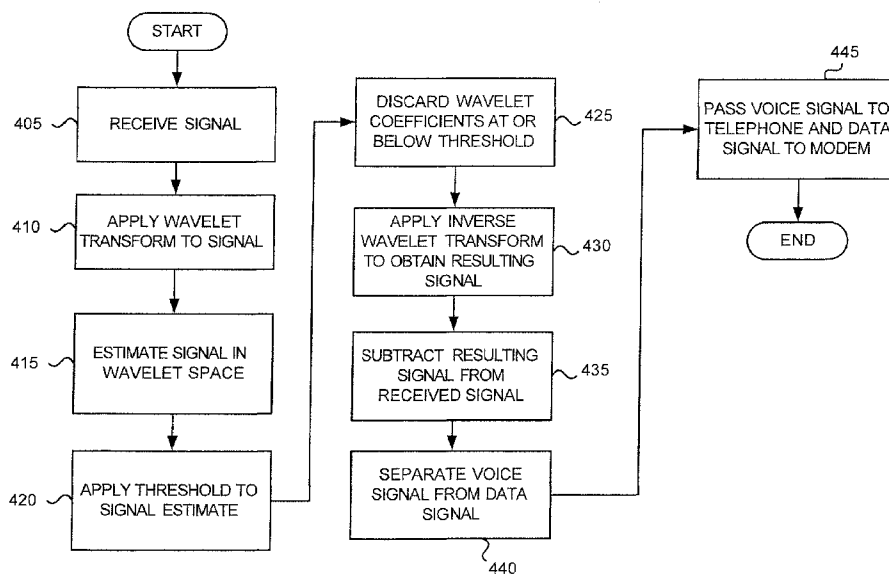 START
405
RECEIVE SIGNAL
410
APPLY WAVELET
TRANSFORM TO SIGNAL
415
ESTIMATE SIGNAL IN
WAVELET SPACE
420
APPLY THRESHOLD TO
SIGNAL ESTIMATE
DISCARD WAVELET
COEFFICIENTS AT OR
BELOW THRESHOLD
425
APPLY INVERSE
WAVELET TRANSFORM
TO OBTAIN RESULTING
SIGNAL
430
SUBTRACT RESULTING
SIGNAL FROM
RECEIVED SIGNAL
435
SEPARATE VOICE
SIGNAL FROM DATA
SIGNAL
440
445
PASS VOICE SIGNAL TO
TELEPHONE AND DATA
SIGNAL TO MODEM
END